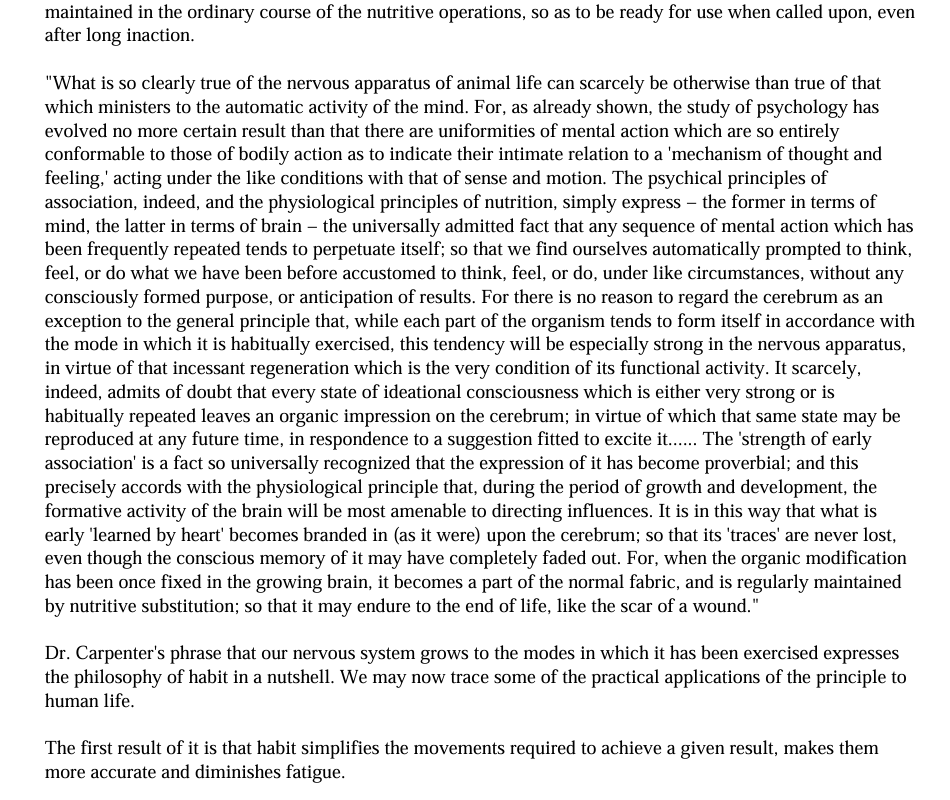 maintained in the ordinary course of the nutritive operations, so as to be ready for use when called upon, even
after long inaction.
"What is so clearly true of the nervous apparatus of animal life can scarcely be otherwise than true of that
which ministers to the automatic activity of the mind. For, as already shown, the study of psychology has
evolved no more certain result than that there are uniformities of mental action which are so entirely
conformable to those of bodily action as to indicate their intimate relation to a 'mechanism of thought and
feeling,' acting under the like conditions with that of sense and motion. The psychical principles of
association, indeed, and the physiological principles of nutrition, simply express – the former in terms of
mind, the latter in terms of brain – the universally admitted fact that any sequence of mental action which has
been frequently repeated tends to perpetuate itself; so that we find ourselves automatically prompted to think,
feel, or do what we have been before accustomed to think, feel, or do, under like circumstances, without any
consciously formed purpose, or anticipation of results. For there is no reason to regard the cerebrum as an
exception to the general principle that, while each part of the organism tends to form itself in accordance with
the mode in which it is habitually exercised, this tendency will be especially strong in the nervous apparatus,
in virtue of that incessant regeneration which is the very condition of its functional activity. It scarcely,
indeed, admits of doubt that every state of ideational consciousness which is either very strong or is
habitually repeated leaves an organic impression on the cerebrum; in virtue of which that same state may be
reproduced at any future time, in respondence to a suggestion fitted to excite it...... The 'strength of early
association' is a fact so universally recognized that the expression of it has become proverbial; and this
precisely accords with the physiological principle that, during the period of growth and development, the
formative activity of the brain will be most amenable to directing influences. It is in this way that what is
early 'learned by heart' becomes branded in (as it were) upon the cerebrum; so that its 'traces' are never lost,
even though the conscious memory of it may have completely faded out. For, when the organic modification
has been once fixed in the growing brain, it becomes a part of the normal fabric, and is regularly maintained
by nutritive substitution; so that it may endure to the end of life, like the scar of a wound."
Dr. Carpenter's phrase that our nervous system grows to the modes in which it has been exercised expresses
the philosophy of habit in a nutshell. We may now trace some of the practical applications of the principle to
human life.
The first result of it is that habit simplifies the movements required to achieve a given result, makes them
more accurate and diminishes fatigue.